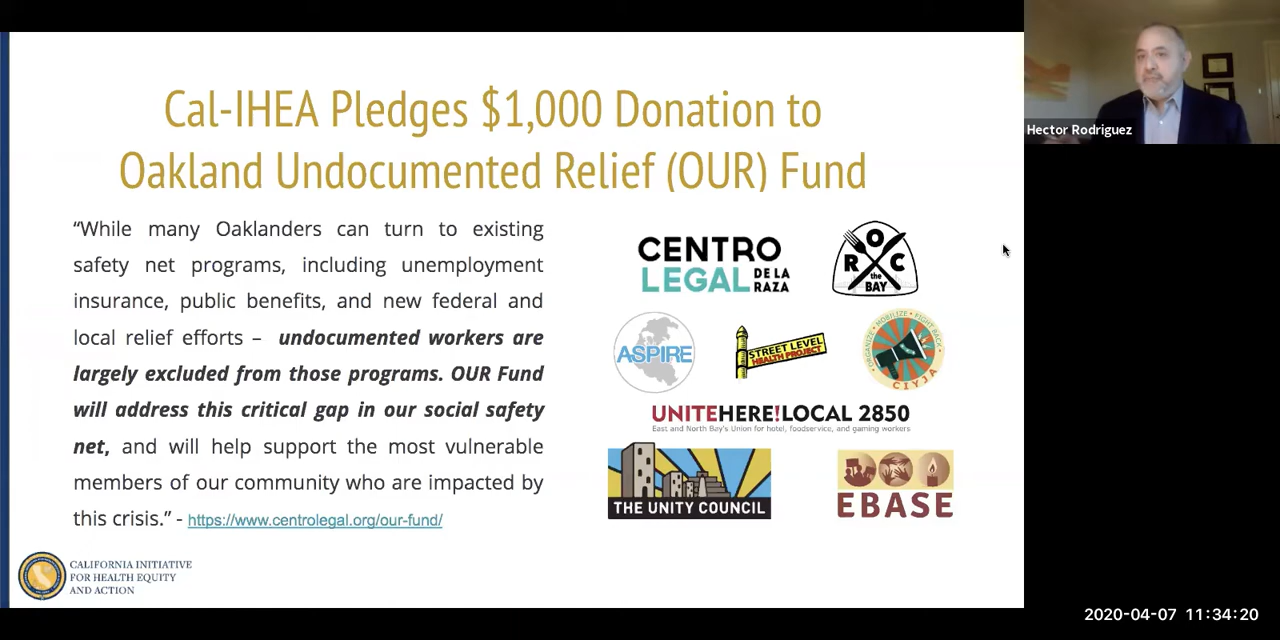 Cal-IHEA Pledges $1,000 Donation to
Oakland Undocumented Relief (OUR) Fund
“While many Oaklanders can turn to existing
safety net programs, including unemployment
insurance, public benefits, and new federal and
local relief efforts – undocumented workers are
largely excluded from those programs. OUR Fund
will address this critical gap in our social safety
net, and will help support the most vulnerable
members of our community who are impacted by
this crisis.” - https://www.centrolegal.org/our-fund/
CENTRO
LEGAL DE LA
RAZA
O
R C
the
BAY
ASPIRE
STREET LEVEL
HEALTH PROJECT
ORGANIZE • MOBILIZE • FIGHT BACK
CIYJA
UNITEHERE!LOCAL 2850
East and North Bay's Union for hotel, foodservice, and gaming workers
THE UNITY COUNCIL
EBASE
CALIFORNIA INITIATIVE
FOR HEALTH EQUITY
AND ACTION
Hector Rodriguez
2020-04-07 11:34:20